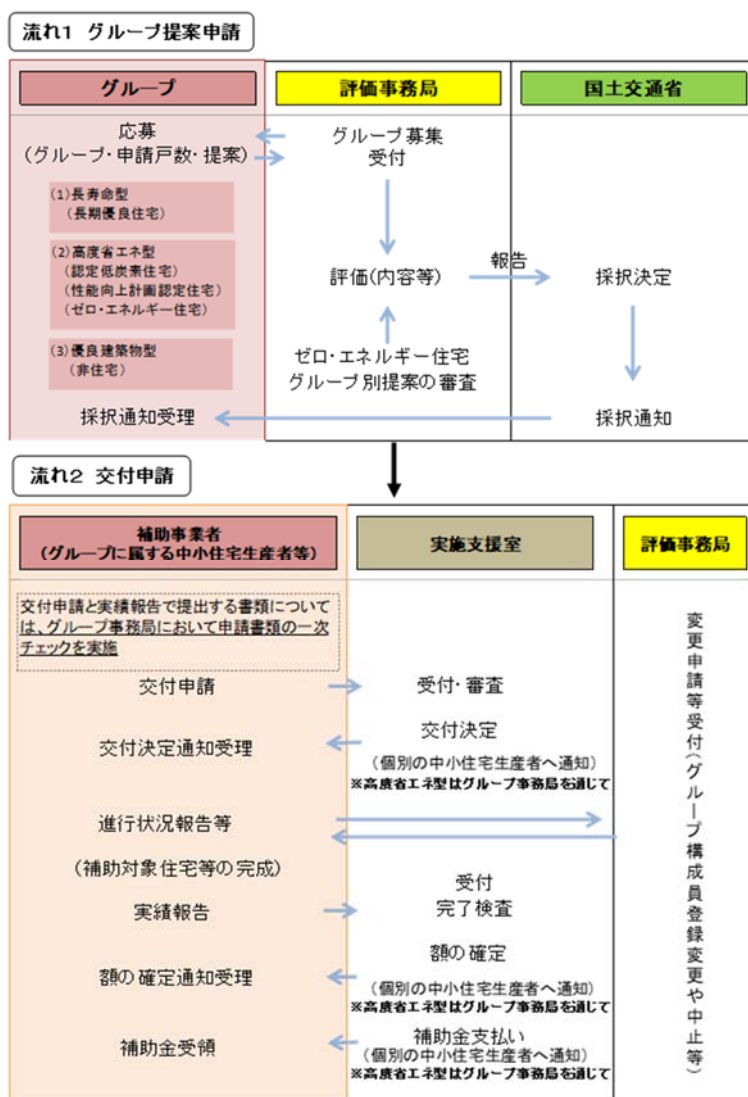 流れ1 グループ提案申請
グループ
評価事務局
国土交通省
応募
(グループ・申請戸数・提案)
グループ募集
受付
(1)長寿命型
(長期優良住宅)
(2)高度省エネ型
(認定低炭素住宅)
(性能向上計画認定住宅)
(ゼロ・エネルギー住宅)
(3)優良建築物型
(非住宅)
評価(内容等)
報告
採択決定
ゼロ・エネルギー住宅
グループ別提案の審査
採択通知受理
採択通知
流れ2 交付申請
補助事業者
(グループに属する中小住宅生産者等)
実施支援室
評価事務局
交付申請と実績報告で提出する書類について
は、グループ事務局において申請書類の一次
チェックを実施
交付申請
受付・審査
交付決定
交付決定通知受理
(個別の中小住宅生産者へ通知)
※高度省エネ型はグループ事務局を通じて
進行状況報告等
(補助対象住宅等の完成)
受付
完了検査
実績報告
額の確定
額の確定通知受理
(個別の中小住宅生産者へ通知)
※高度省エネ型はグループ事務局を通じて
補助金支払い
補助金受領
(個別の中小住宅生産者へ通知)
※高度省エネ型はグループ事務局を通じて
変更申請等受付(グループ構成員登録変更や中止等)